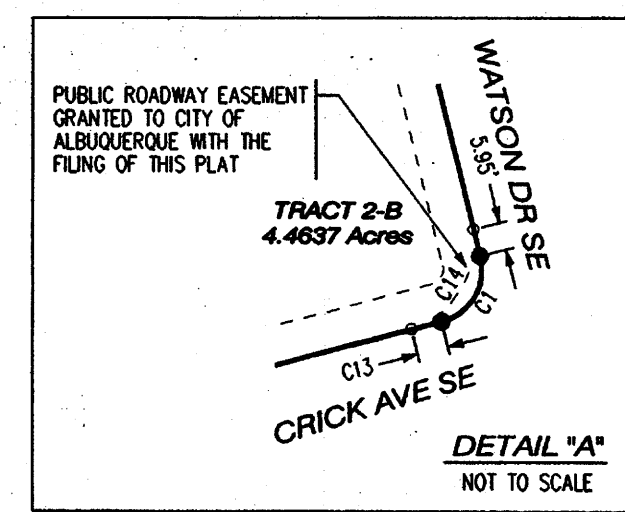 PUBLIC ROADWAY EASEMENT
GRANTED TO CITY OF
ALBUQUERQUE WITH THE
FILING OF THIS PLAT
WATSON DR SE
5.95'
TRACT 2-B
4.4637 Acres
C14
C1
C13
CRICK AVE SE
DETAIL "A"
NOT TO SCALE